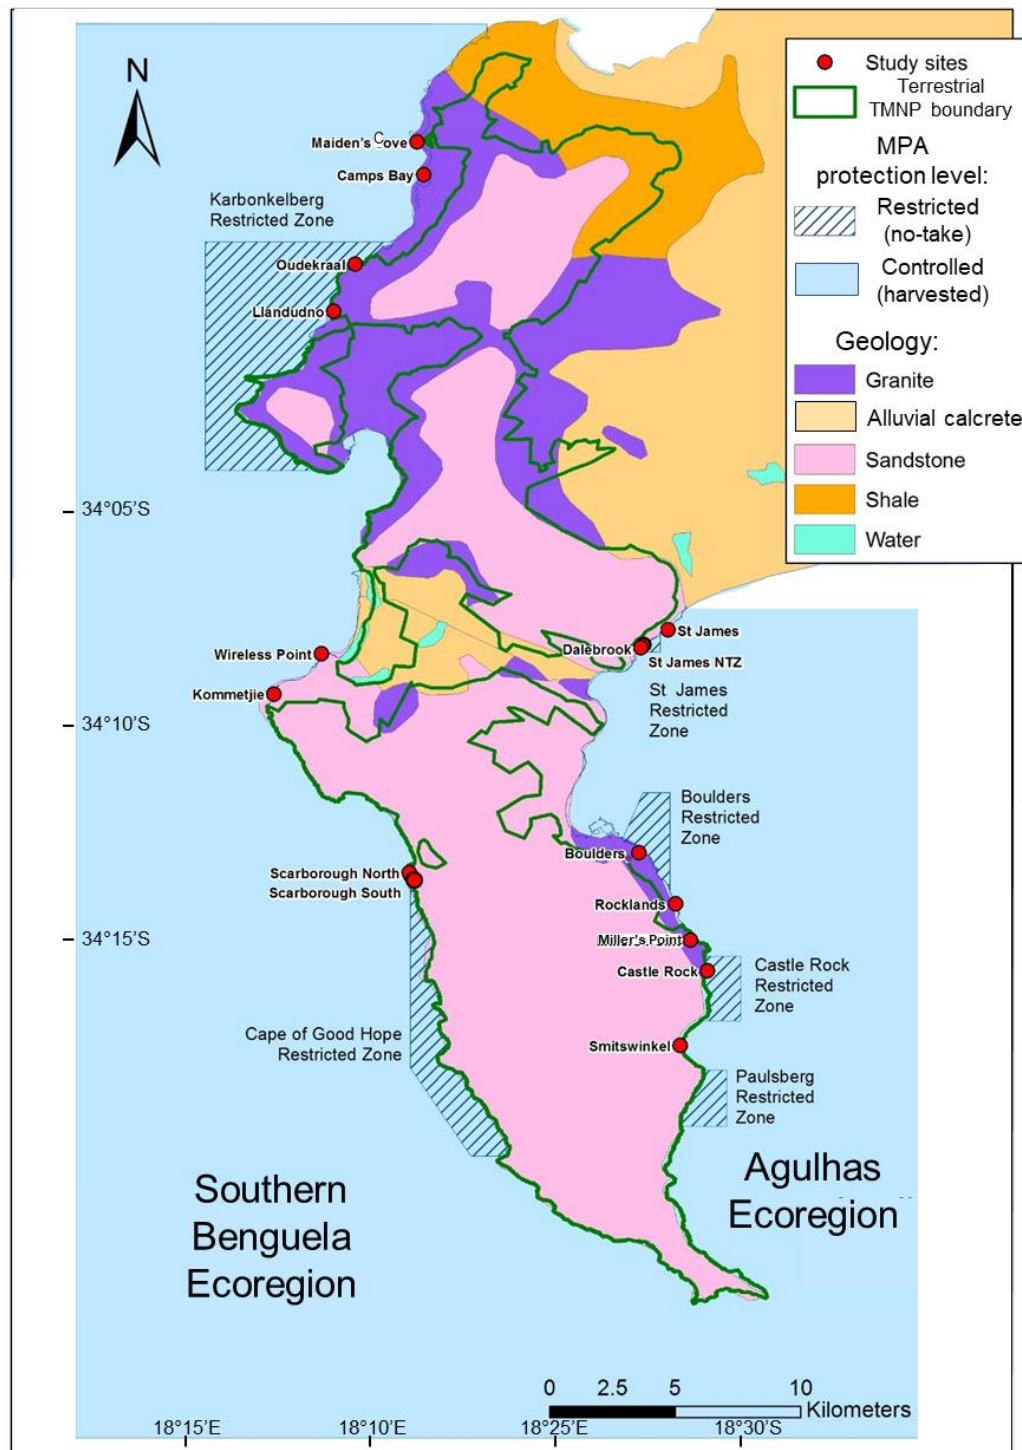 N
Study sites
Terrestrial
TMNP boundary
MPA
protection level:
Restricted
(no-take)
Controlled
(harvested)
Geology:
Granite
Alluvial calcrete
Sandstone
Shale
Water
Maiden's Cove
Camps Bay
Karbonkelberg
Restricted Zone
Oudekraal
Llandudno
34°05'S
St James
Dalebrook
St James NTZ
Wireless Point
Kommetjie
St James
Restricted
Zone
34°10'S
Boulders
Restricted
Zone
Boulders
Scarborough North
Scarborough South
Rocklands
34°15'S
Miller's Point
Castle Rock
Castle Rock
Restricted
Zone
Cape of Good Hope
Restricted Zone
Smitswinkel
Paulsberg
Restricted
Zone
Southern
Benguela
Ecoregion
Agulhas
Ecoregion
0 2.5 5 10
Kilometers
18°15'E 18°10'E 18°25'E 18°30'S